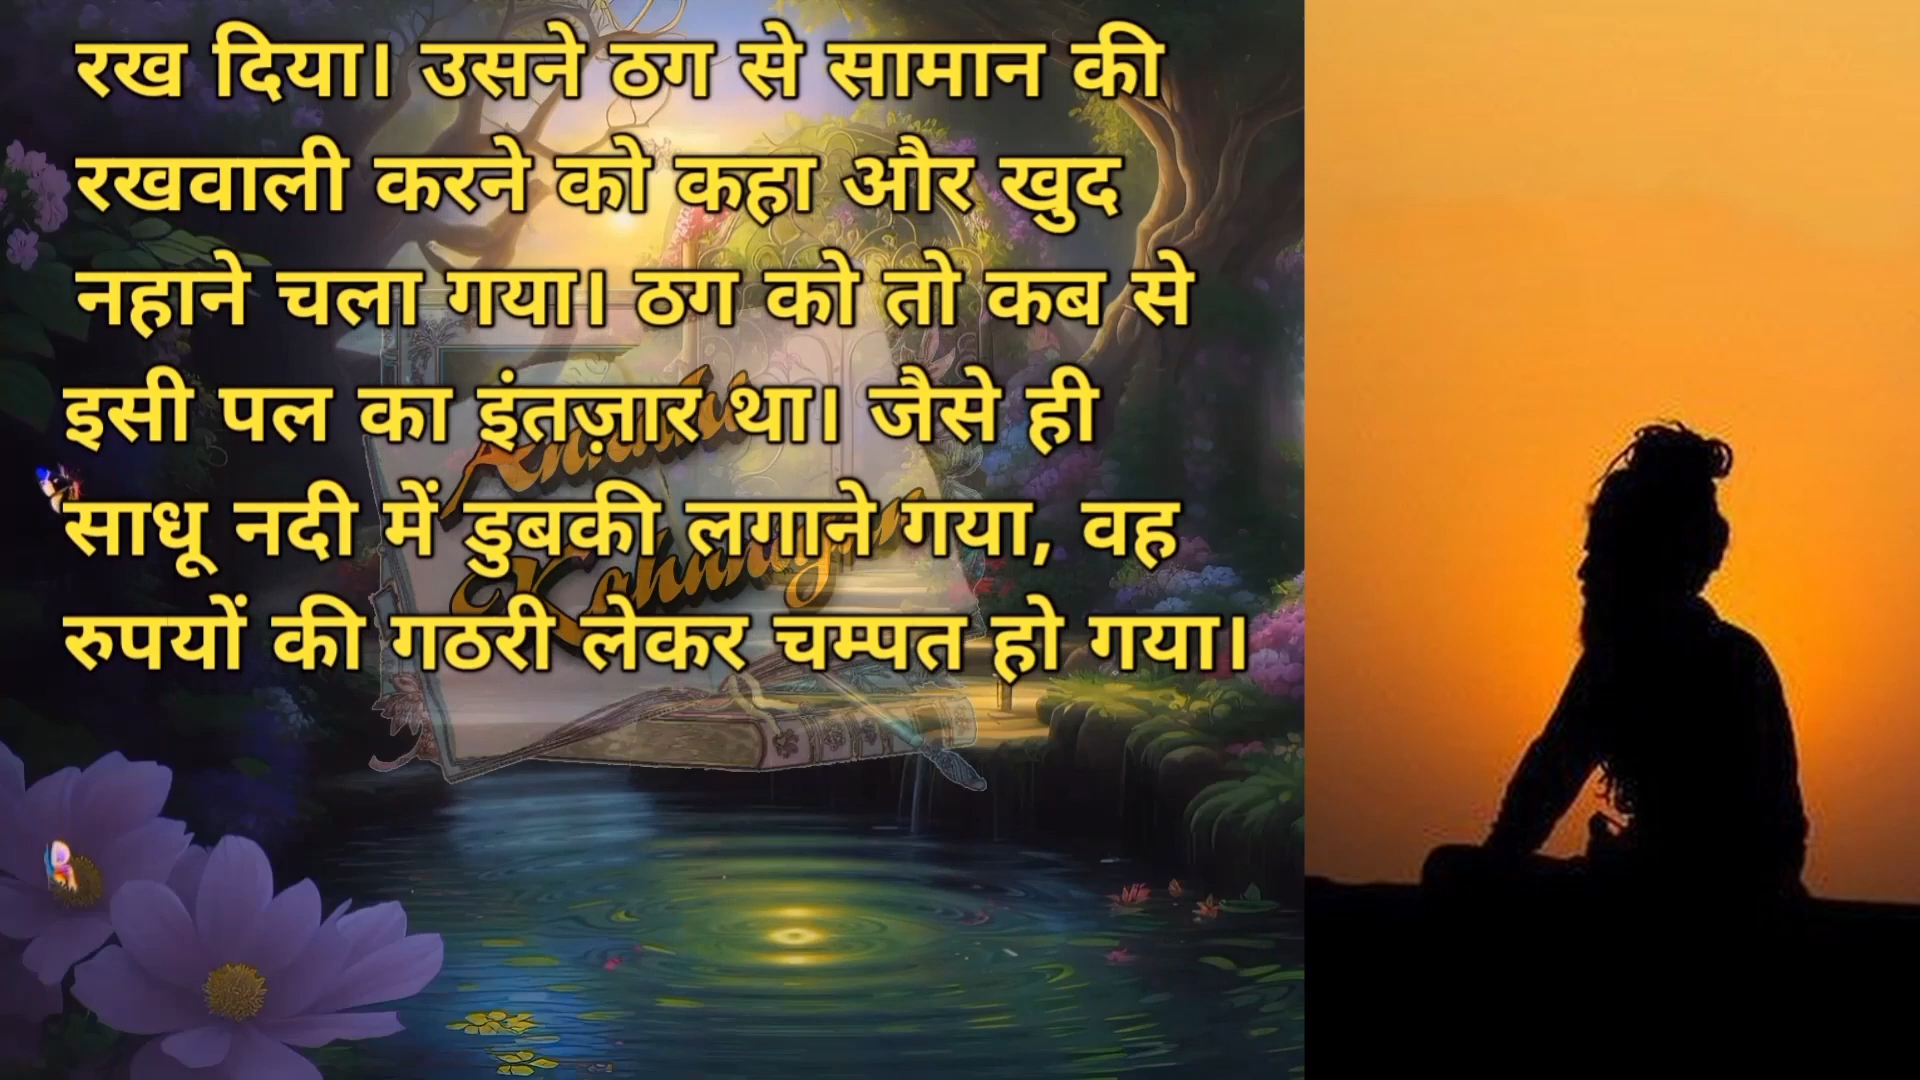 रख दिया। उसने ठग से सामान की
रखवाली करने को कहा और खुद
नहाने चला गया। ठग को तो कब से
इसी पल का इंतज़ार था। जैसे ही
साधू नदी में डुबकी लगाने गया, वह
रुपयों की गठरी लेकर चम्पत हो गया।
Kahaniyan